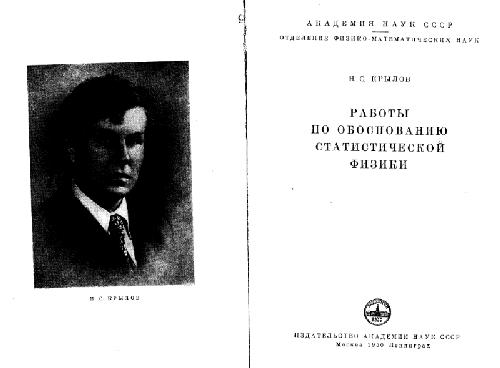 Н. С. КРЫЛОВ
АКАДЕМИЯ НАУК СССР
ОТДЕЛЕНИЕ ФИЗИКО-МАТЕМАТИЧЕСКИХ НАУК
Н. С. КРЫЛОВ
РАБОТЫ
ПО ОБОСНОВАНИЮ
СТАТИСТИЧЕСКОЙ
ФИЗИКИ
ИЗДАТЕЛЬСТВО АКАДЕМИИ НАУК СССР
Москва 1950 Ленинград